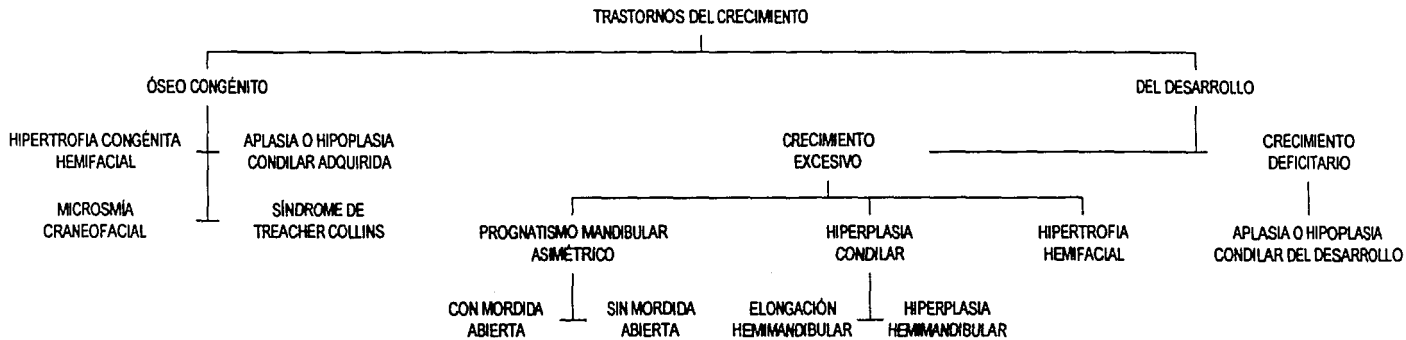 TRASTORNOS DEL CRECIMIENTO
ÓSEO CONGÉNITO
DEL DESARROLLO
HIPERTROFIA CONGÉNITA
HEMIFACIAL
APLASIA O HIPOPLASIA
CONDILAR ADQUIRIDA
CRECIMIENTO
EXCESIVO
CRECIMIENTO
DEFICITARIO
MICROSMÍA
CRANEOFACIAL
SÍNDROME DE
TREACHER COLLINS
PROGNATISMO MANDIBULAR
ASIMÉTRICO
HIPERPLASIA
CONDILAR
HIPERTROFIA
HEMIFACIAL
APLASIA O HIPOPLASIA
CONDILAR DEL DESARROLLO
CON MORDIDA
ABIERTA
SIN MORDIDA
ABIERTA
ELONGACIÓN
HEMIMANDIBULAR
HIPERPLASIA
HEMIMANDIBULAR